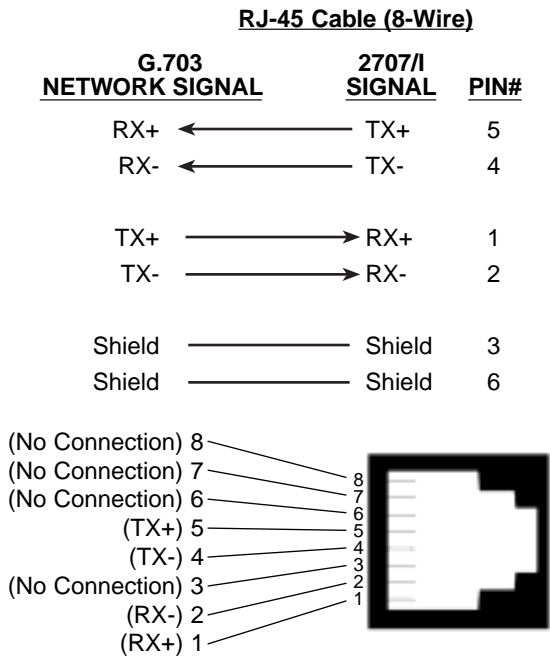 RJ-45 Cable (8-Wire)
G.703 2707/I
NETWORK SIGNAL SIGNAL PIN#
RX+ TX+ 5
RX- TX- 4
TX+ RX+ 1
TX- RX- 2
Shield Shield 3
Shield Shield 6
(No Connection) 8 8
(No Connection) 7 7
(No Connection) 6 6
(TX+) 5 5
(TX-) 4 4
(No Connection) 3 3
(RX-) 2 2
(RX+) 1 1